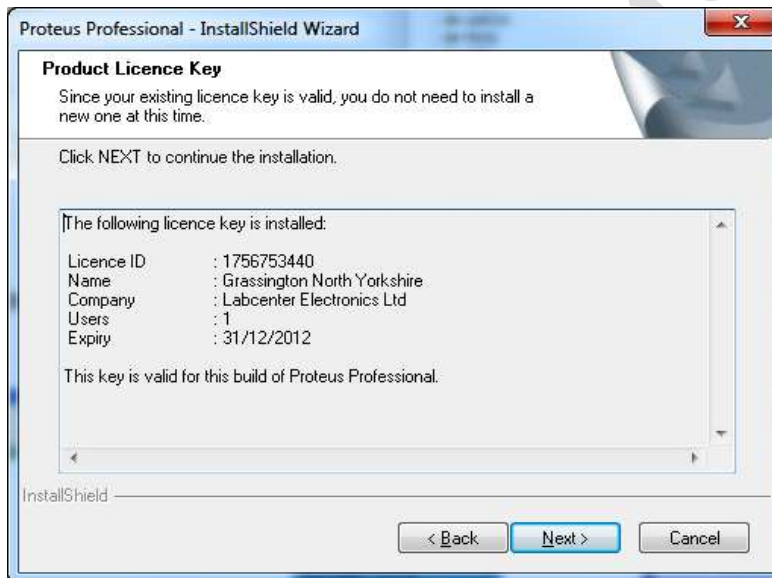 Proteus Professional - InstallShield Wizard
Product Licence Key
Since your existing licence key is valid, you do not need to install a
new one at this time.
Click NEXT to continue the installation.
The following licence key is installed:
Licence ID : 1756753440
Name : Grassington North Yorkshire
Company : Labcenter Electronics Ltd
Users : 1
Expiry : 31/12/2012
This key is valid for this build of Proteus Professional.
InstallShield
< Back Next > Cancel